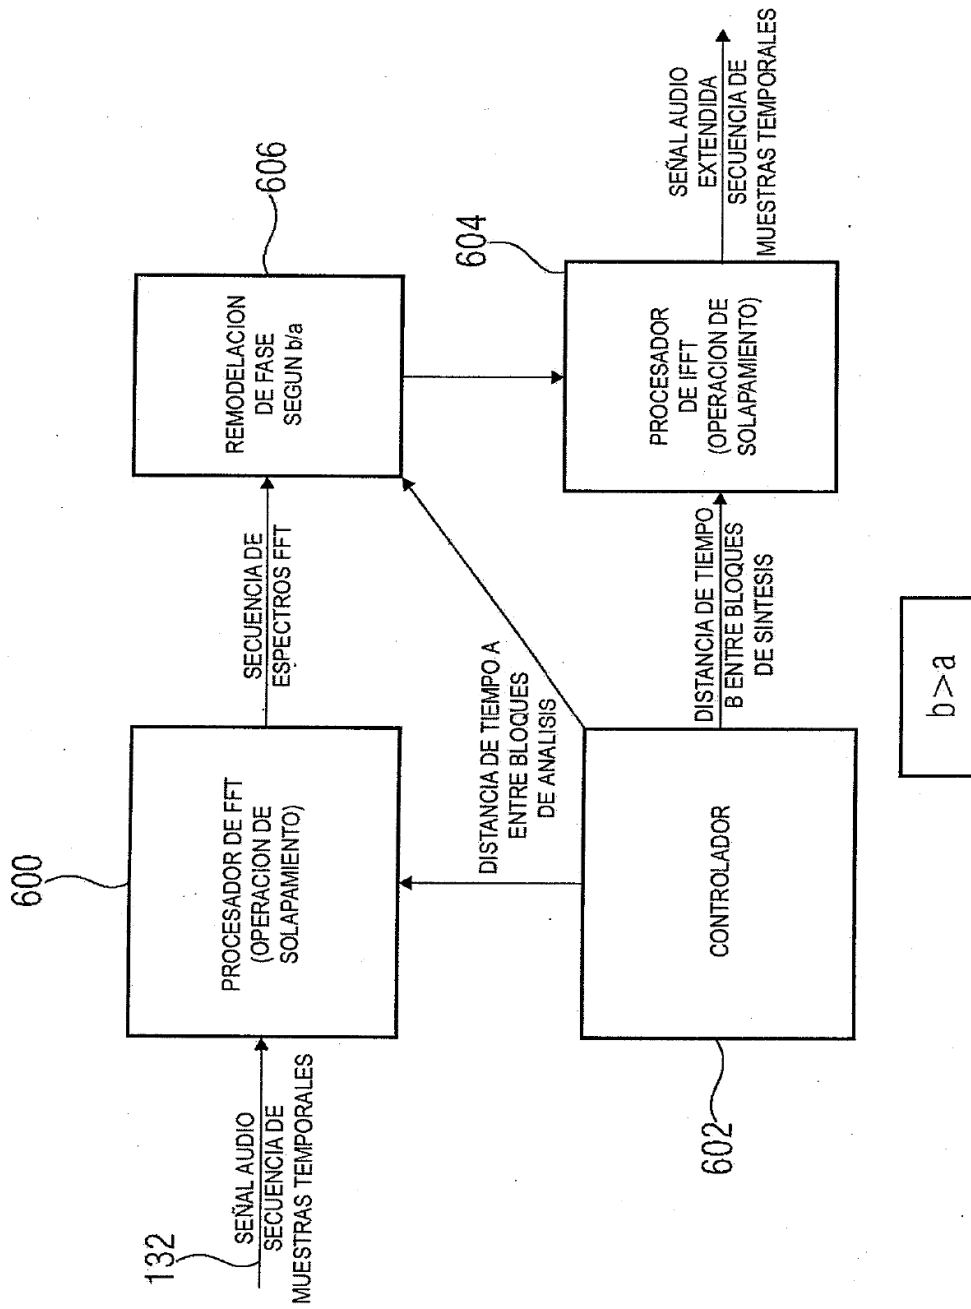 132
SEÑAL AUDIO
SECUENCIA DE
MUESTRAS TEMPORALES
600
PROCESADOR DE FFT
(OPERACION DE
SOLAPAMIENTO)
SECUENCIA DE
ESPECTROS FFT
606
REMODELACION
DE FASE
SEGUN b/a
602
CONTROLADOR
DISTANCIA DE TIEMPO A
ENTRE BLOQUES
DE ANALISIS
DISTANCIA DE TIEMPO
B ENTRE BLOQUES
DE SINTESIS
604
PROCESADOR
DE IFFT
(OPERACION DE
SOLAPAMIENTO)
SEÑAL AUDIO
EXTENDIDA
SECUENCIA DE
MUESTRAS TEMPORALES
b>a